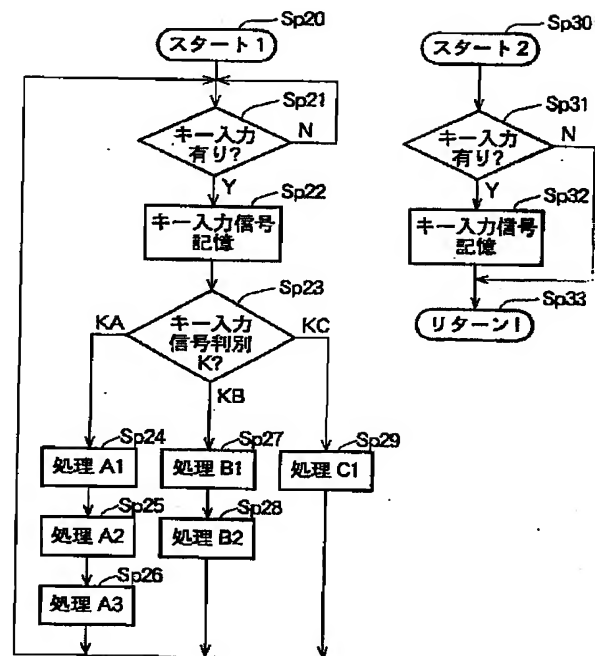 Sp20
スタート 1
Sp21
キー入力
有り?
N
Y
Sp22
キー入力信号
記憶
Sp23
キー入力
信号判別
K?
KA
KB
KC
Sp24
処理 A1
Sp25
処理 A2
Sp26
処理 A3
Sp27
処理 B1
Sp28
処理 B2
Sp29
処理 C1
Sp30
スタート 2
Sp31
キー入力
有り?
N
Y
Sp32
キー入力信号
記憶
Sp33
リターン 1